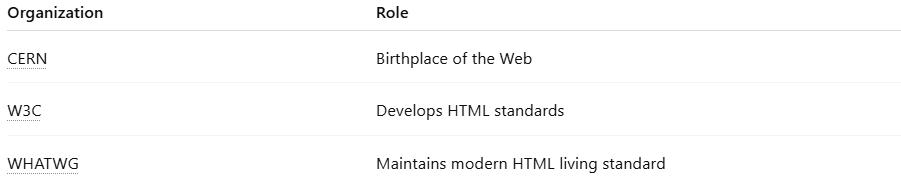 Organization Role
CERN Birthplace of the Web
W3C Develops HTML standards
WHATWG Maintains modern HTML living standard